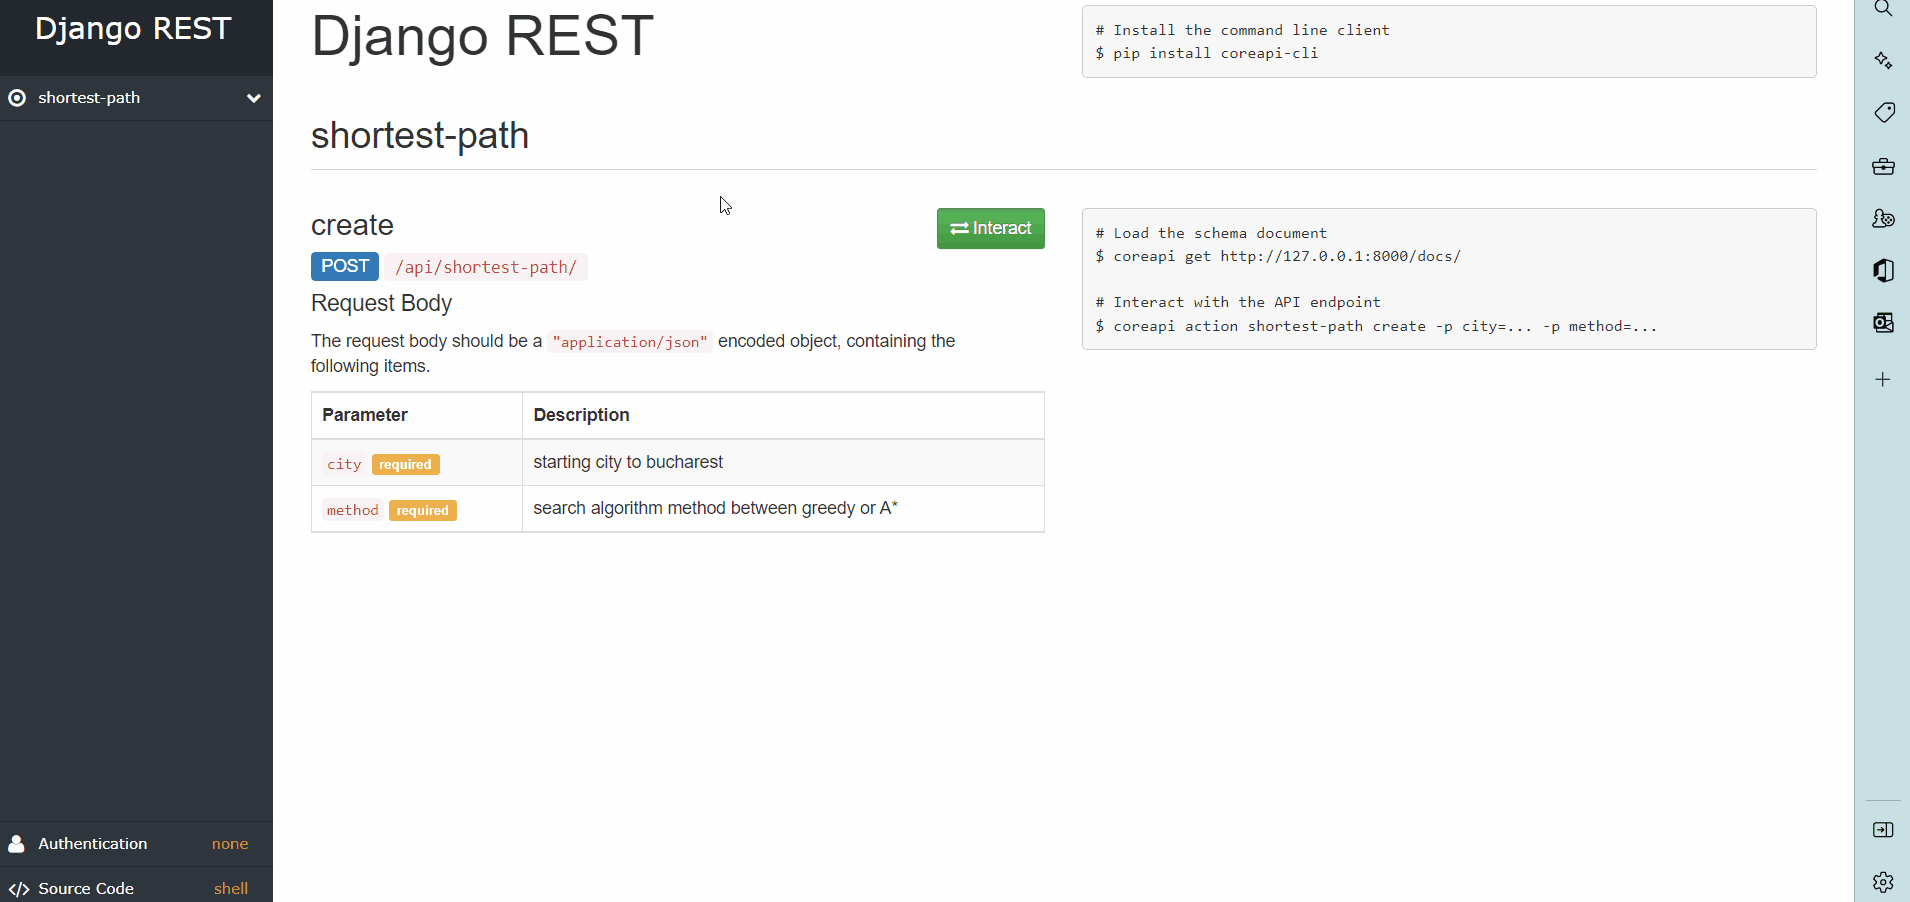 Django REST
shortest-path
Authentication none
Source Code shell
Django REST
# Install the command line client
$ pip install coreapi-cli
shortest-path
create
Interact
POST /api/shortest-path/
Request Body
The request body should be a "application/json" encoded object, containing the
following items.
Parameter Description
city required starting city to bucharest
method required search algorithm method between greedy or A*
# Load the schema document
$ coreapi get http://127.0.0.1:8000/docs/
# Interact with the API endpoint
$ coreapi action shortest-path create -p city=... -p method=...